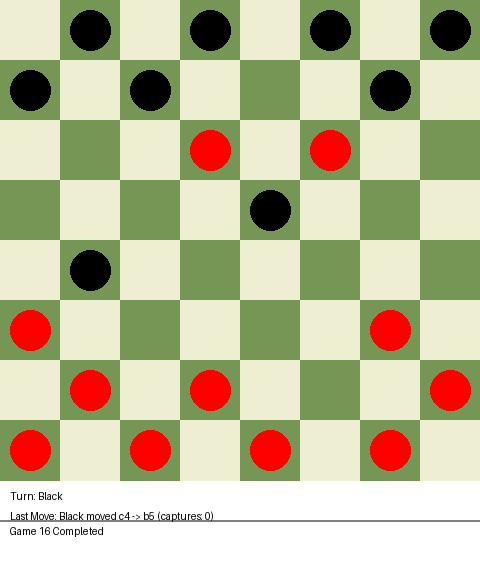 Turn: Black
Last Move: Black moved c4 -> b5 (captures: 0)
Game 16 Completed